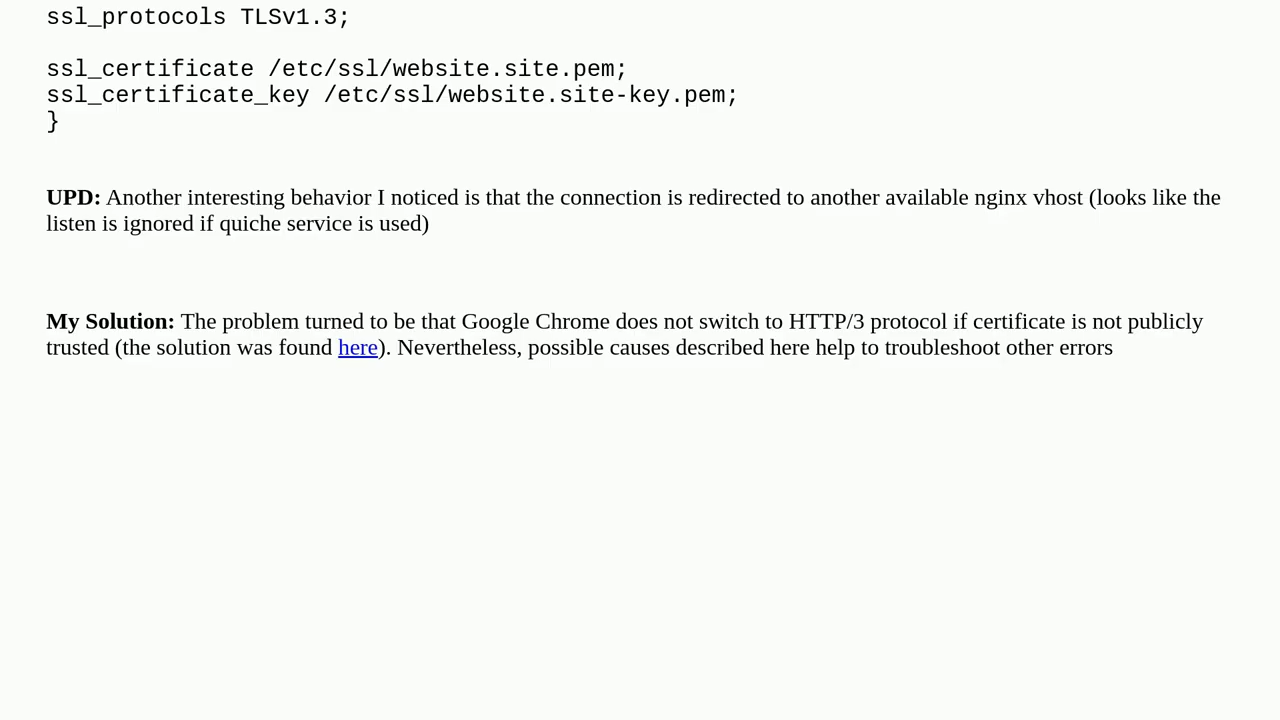 ssl_protocols TLSv1.3;
ssl_certificate /etc/ssl/website.site.pem;
ssl_certificate_key /etc/ssl/website.site-key.pem;
}
UPD: Another interesting behavior I noticed is that the connection is redirected to another available nginx vhost (looks like the
listen is ignored if quiche service is used)
My Solution: The problem turned to be that Google Chrome does not switch to HTTP/3 protocol if certificate is not publicly
trusted (the solution was found here). Nevertheless, possible causes described here help to troubleshoot other errors